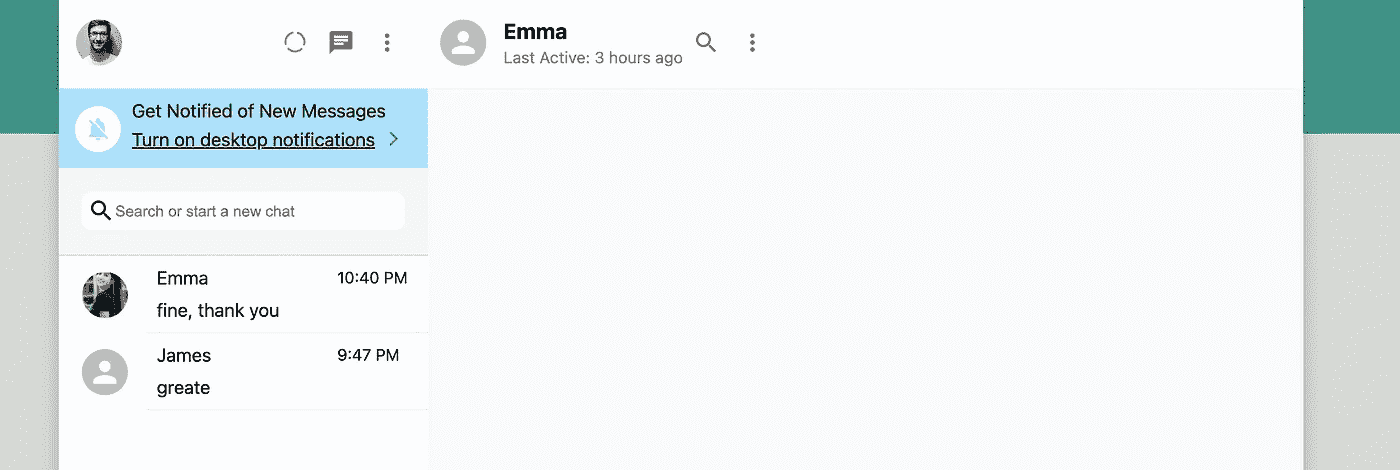 Emma
Last Active: 3 hours ago
Get Notified of New Messages
Turn on desktop notifications
Search or start a new chat
Emma 10:40 PM
fine, thank you
James 9:47 PM
greate